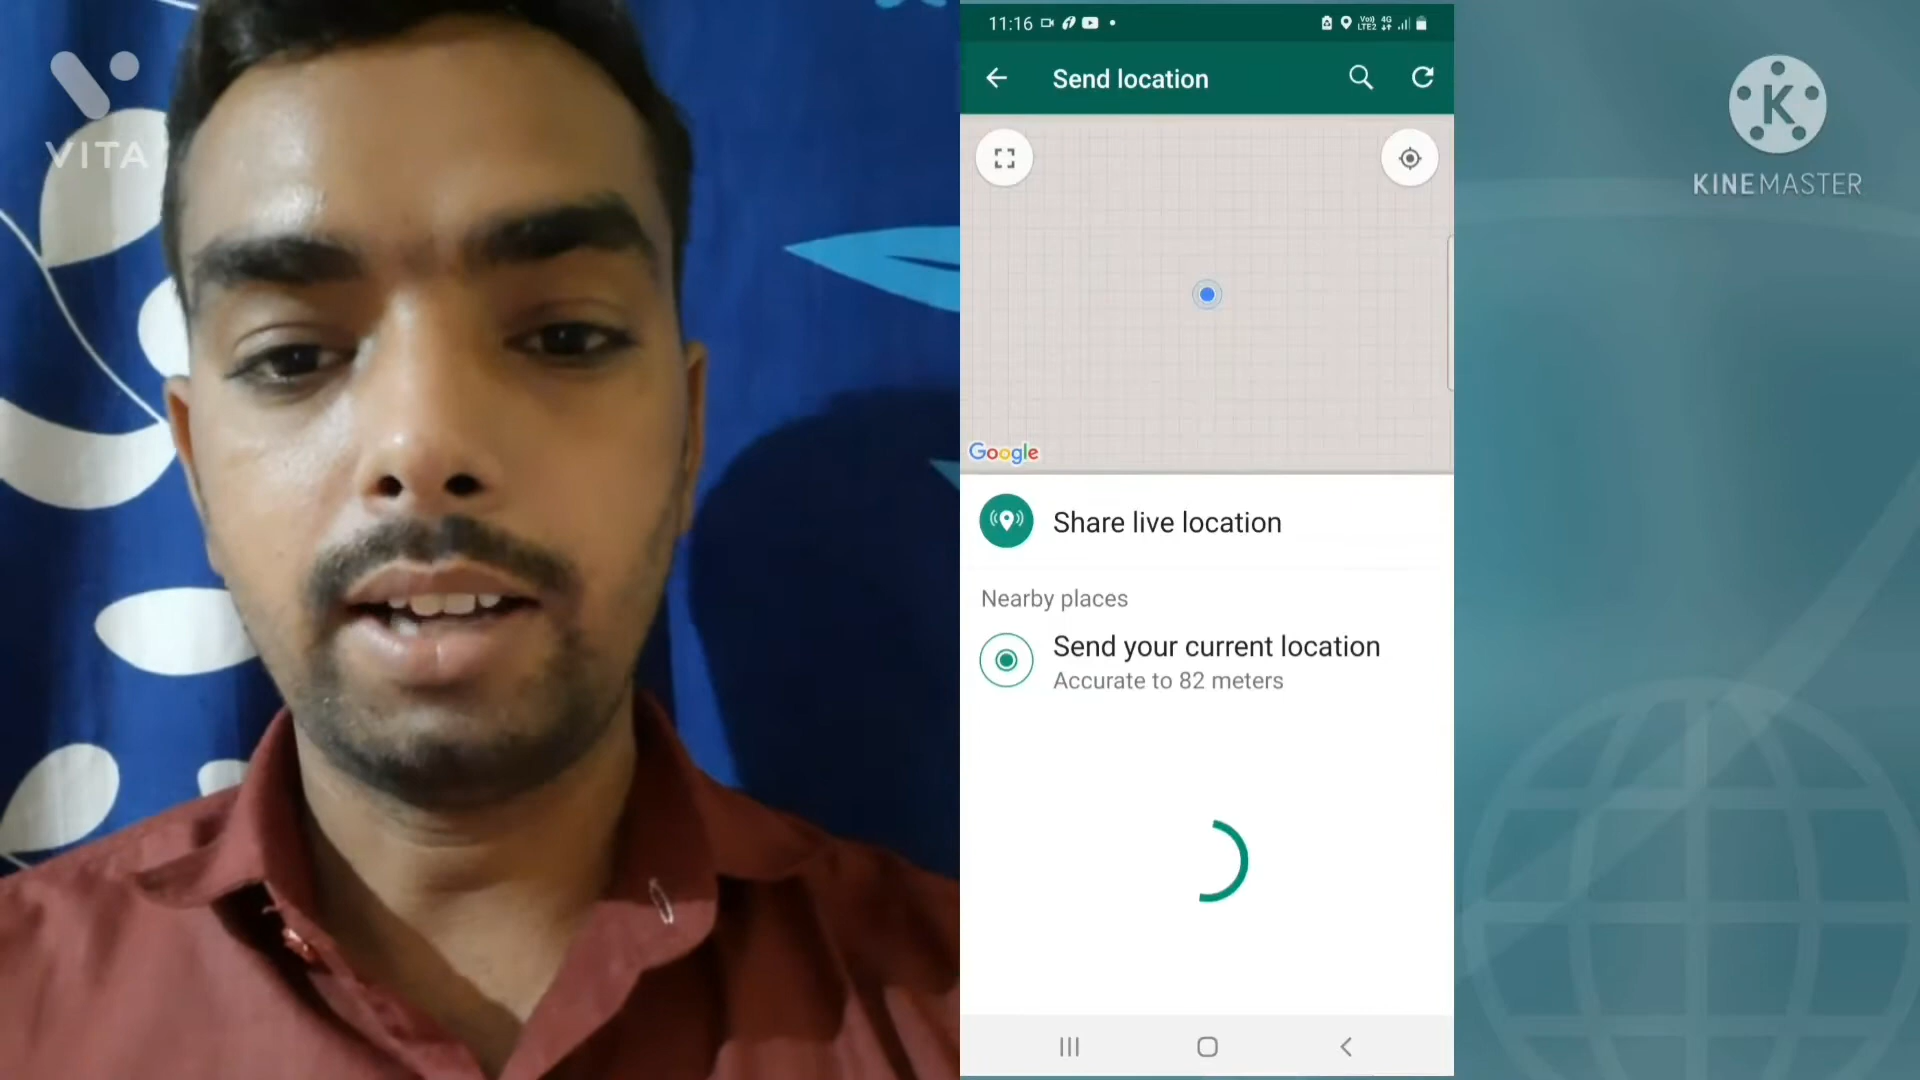 VITA
11:16
Send location
KINEMASTER
Google
Share live location
Nearby places
Send your current location
Accurate to 82 meters